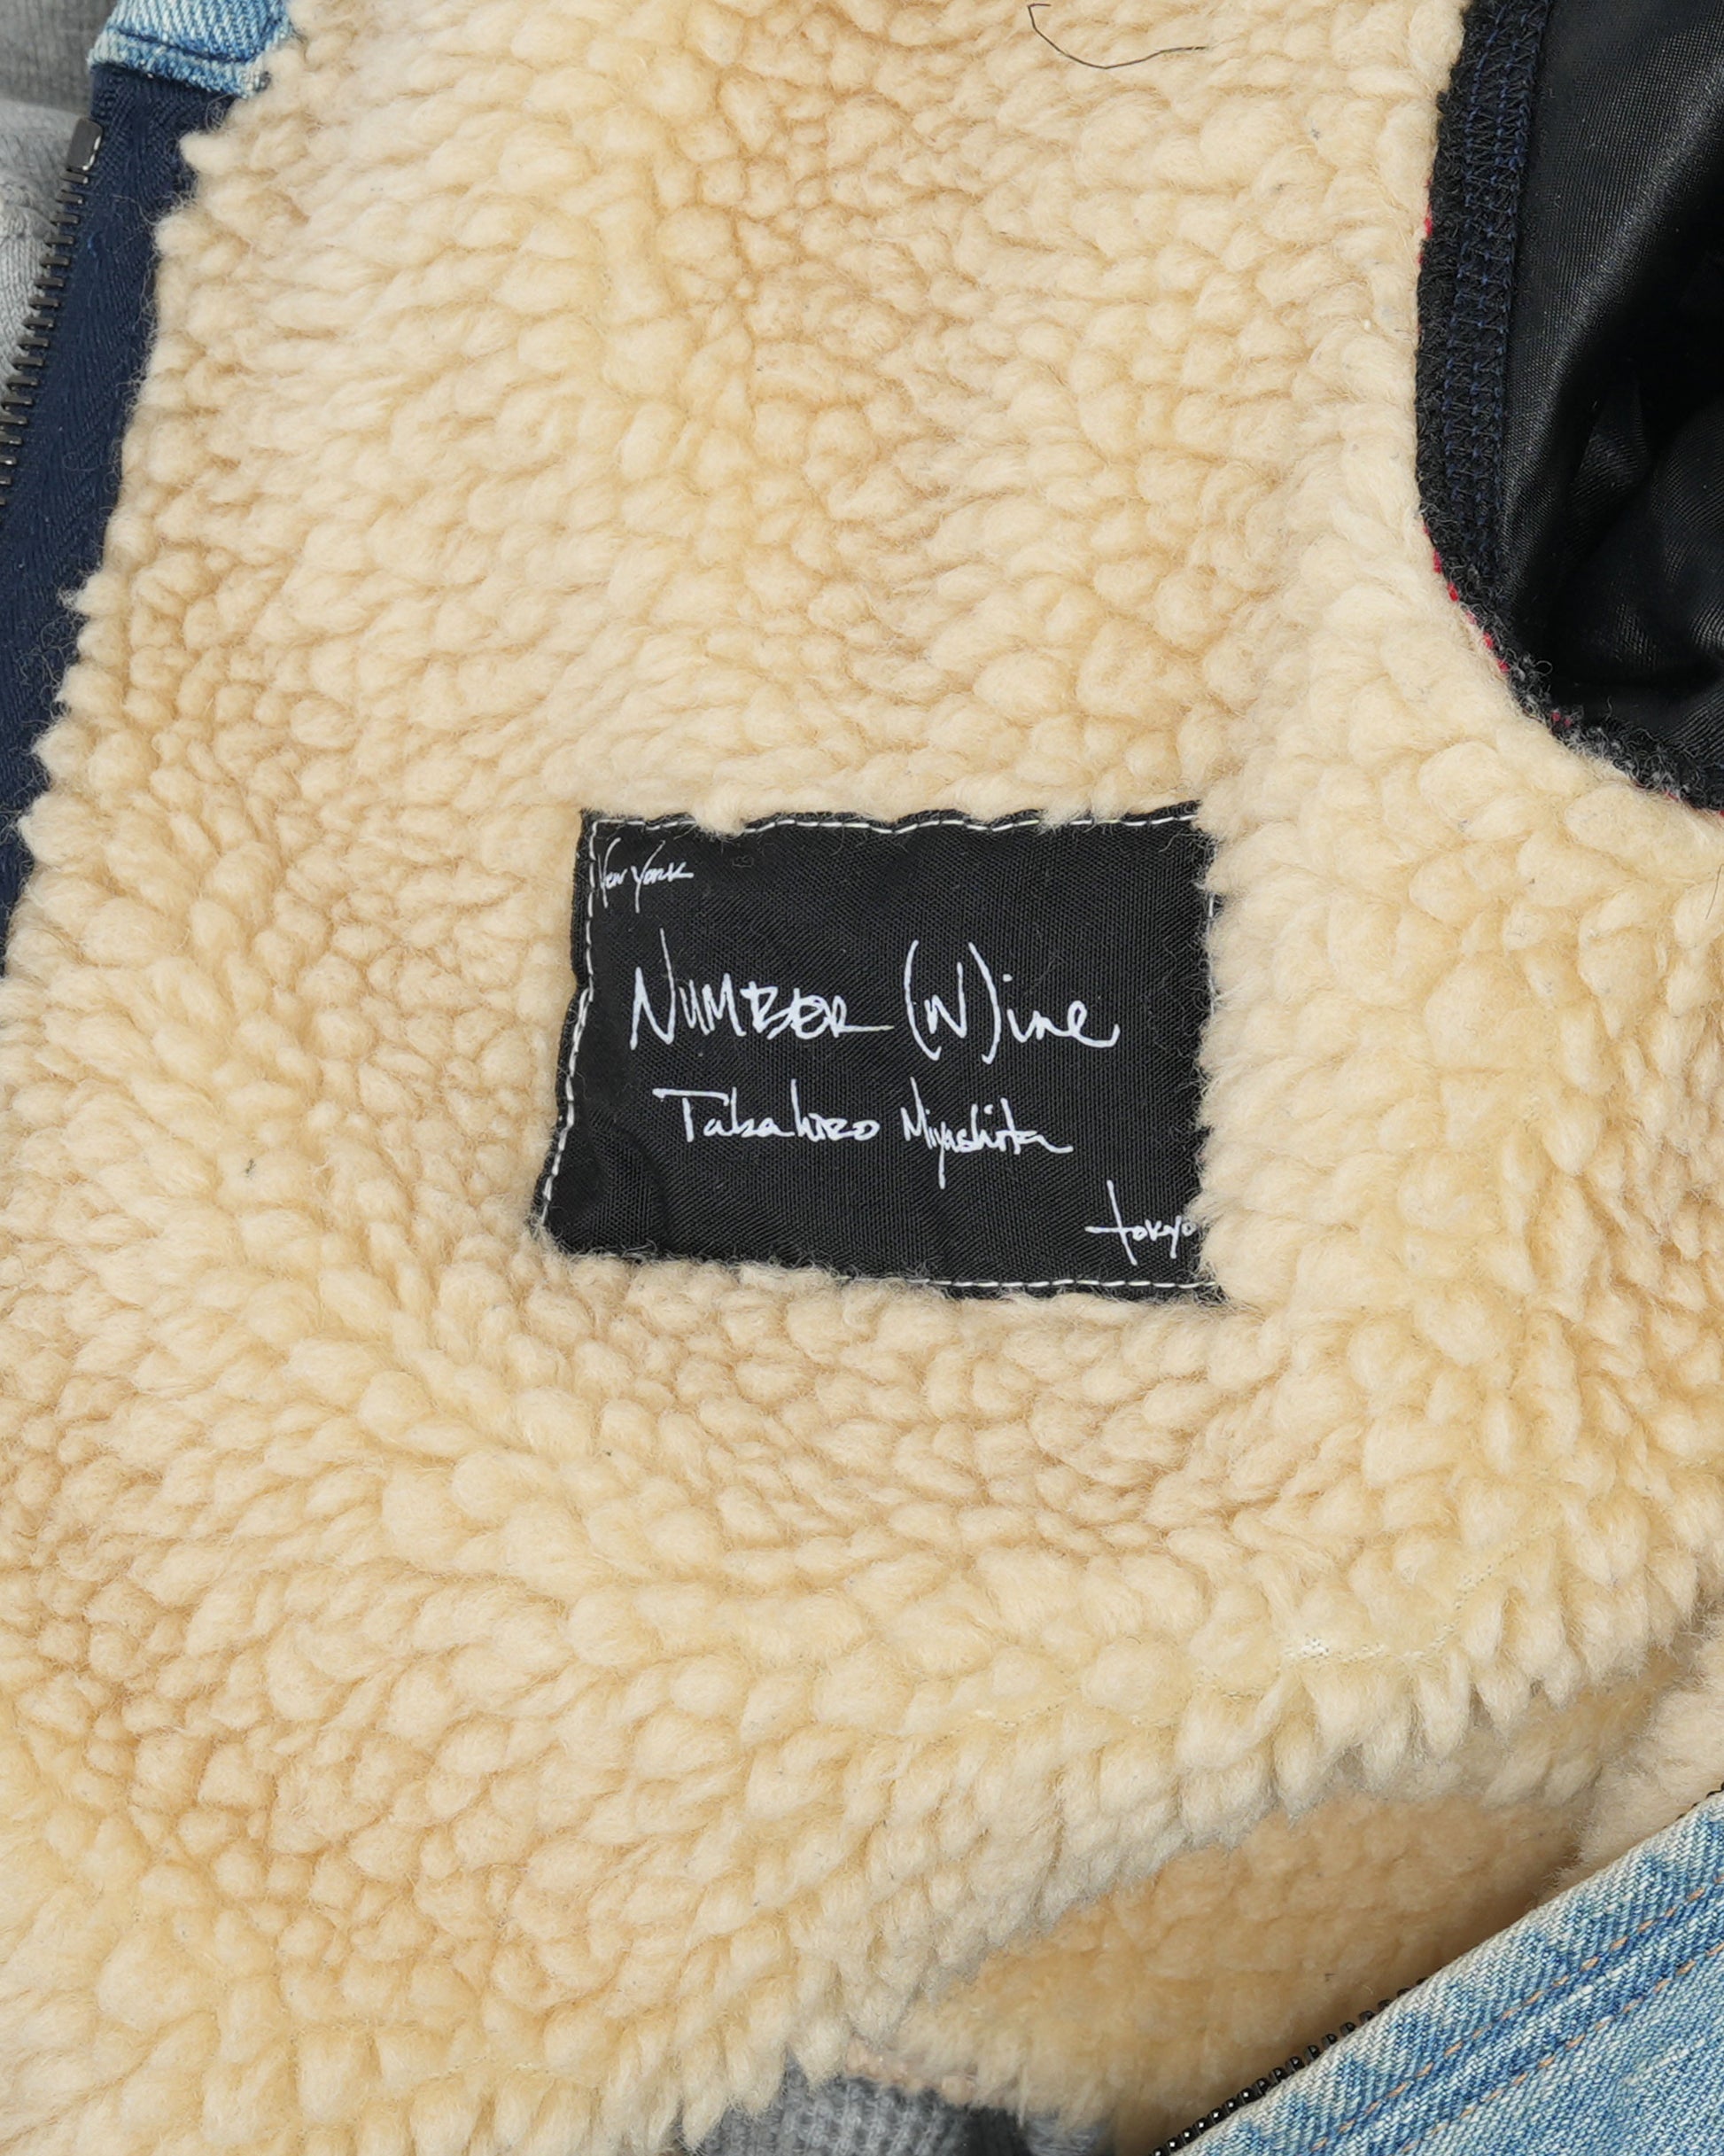 New York
NUMBER (N)ine
Takahiro Miyashita
tokyo